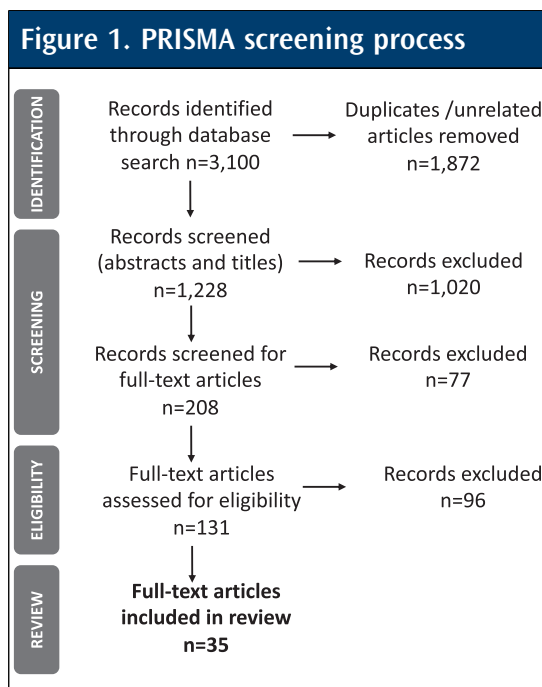 Figure 1. PRISMA screening process
IDENTIFICATION
Records identified
through database
search n=3,100
Duplicates /unrelated
articles removed
n=1,872
SCREENING
Records screened
(abstracts and titles)
n=1,228
Records excluded
n=1,020
Records screened for
full-text articles
n=208
Records excluded
n=77
ELIGIBILITY
Full-text articles
assessed for eligibility
n=131
Records excluded
n=96
REVIEW
Full-text articles
included in review
n=35